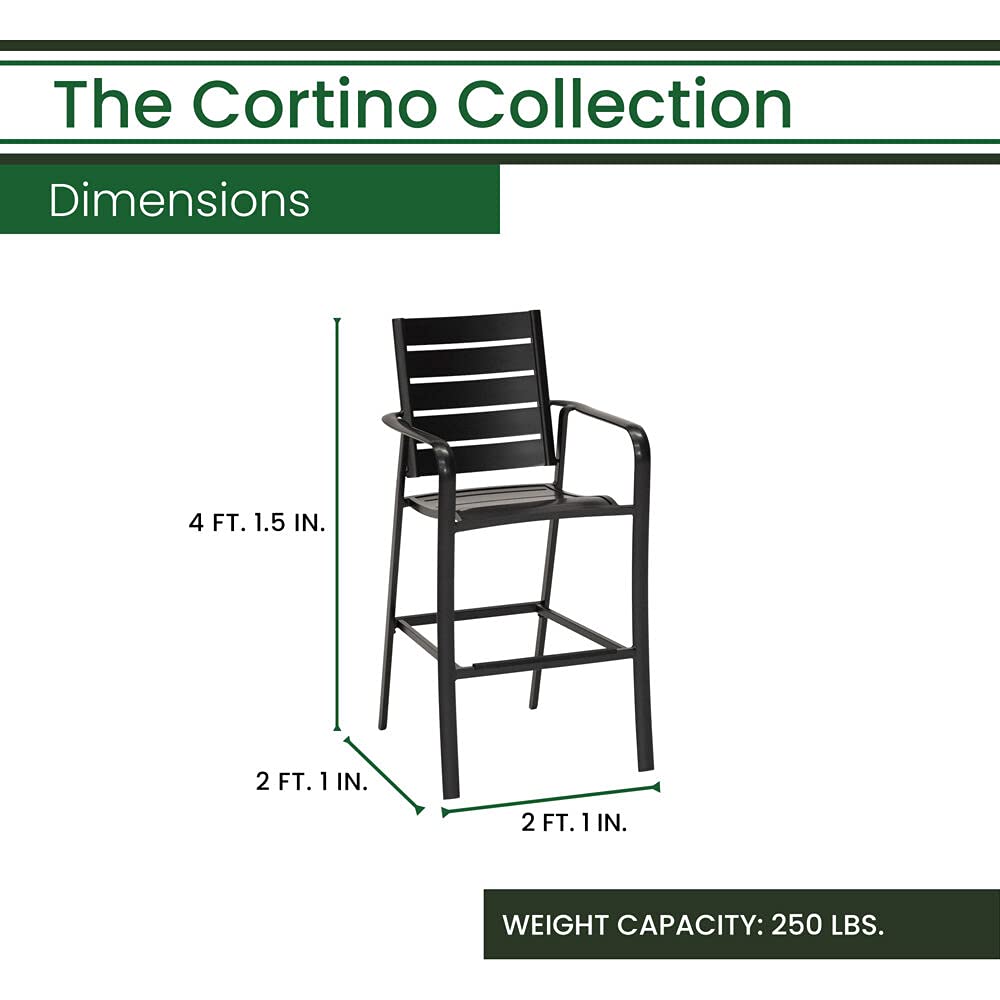 The Cortino Collection
Dimensions
4 FT. 1.5 IN.
2 FT. 1 IN.
2 FT. 1 IN.
WEIGHT CAPACITY: 250 LBS.